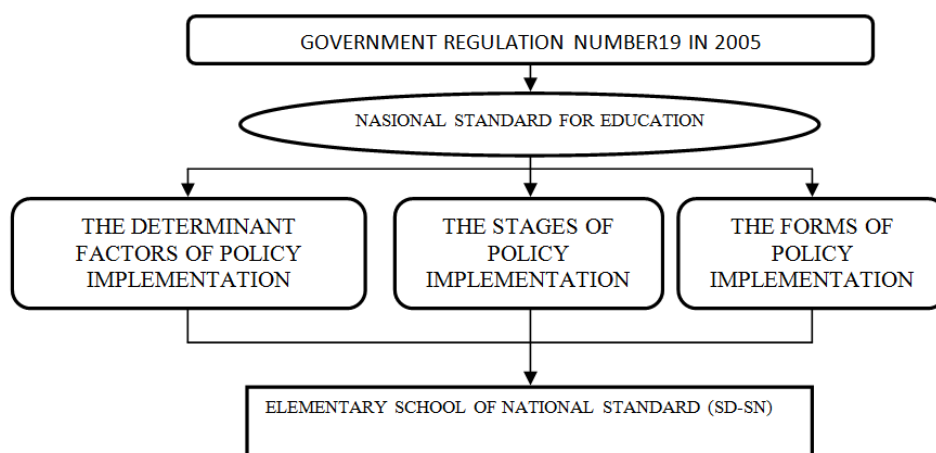 GOVERNMENT REGULATION NUMBER19 IN 2005
NASIONAL STANDARD FOR EDUCATION
THE DETERMINANT
FACTORS OF POLICY
IMPLEMENTATION
THE STAGES OF
POLICY
IMPLEMENTATION
THE FORMS OF
POLICY
IMPLEMENTATION
ELEMENTARY SCHOOL OF NATIONAL STANDARD (SD-SN)